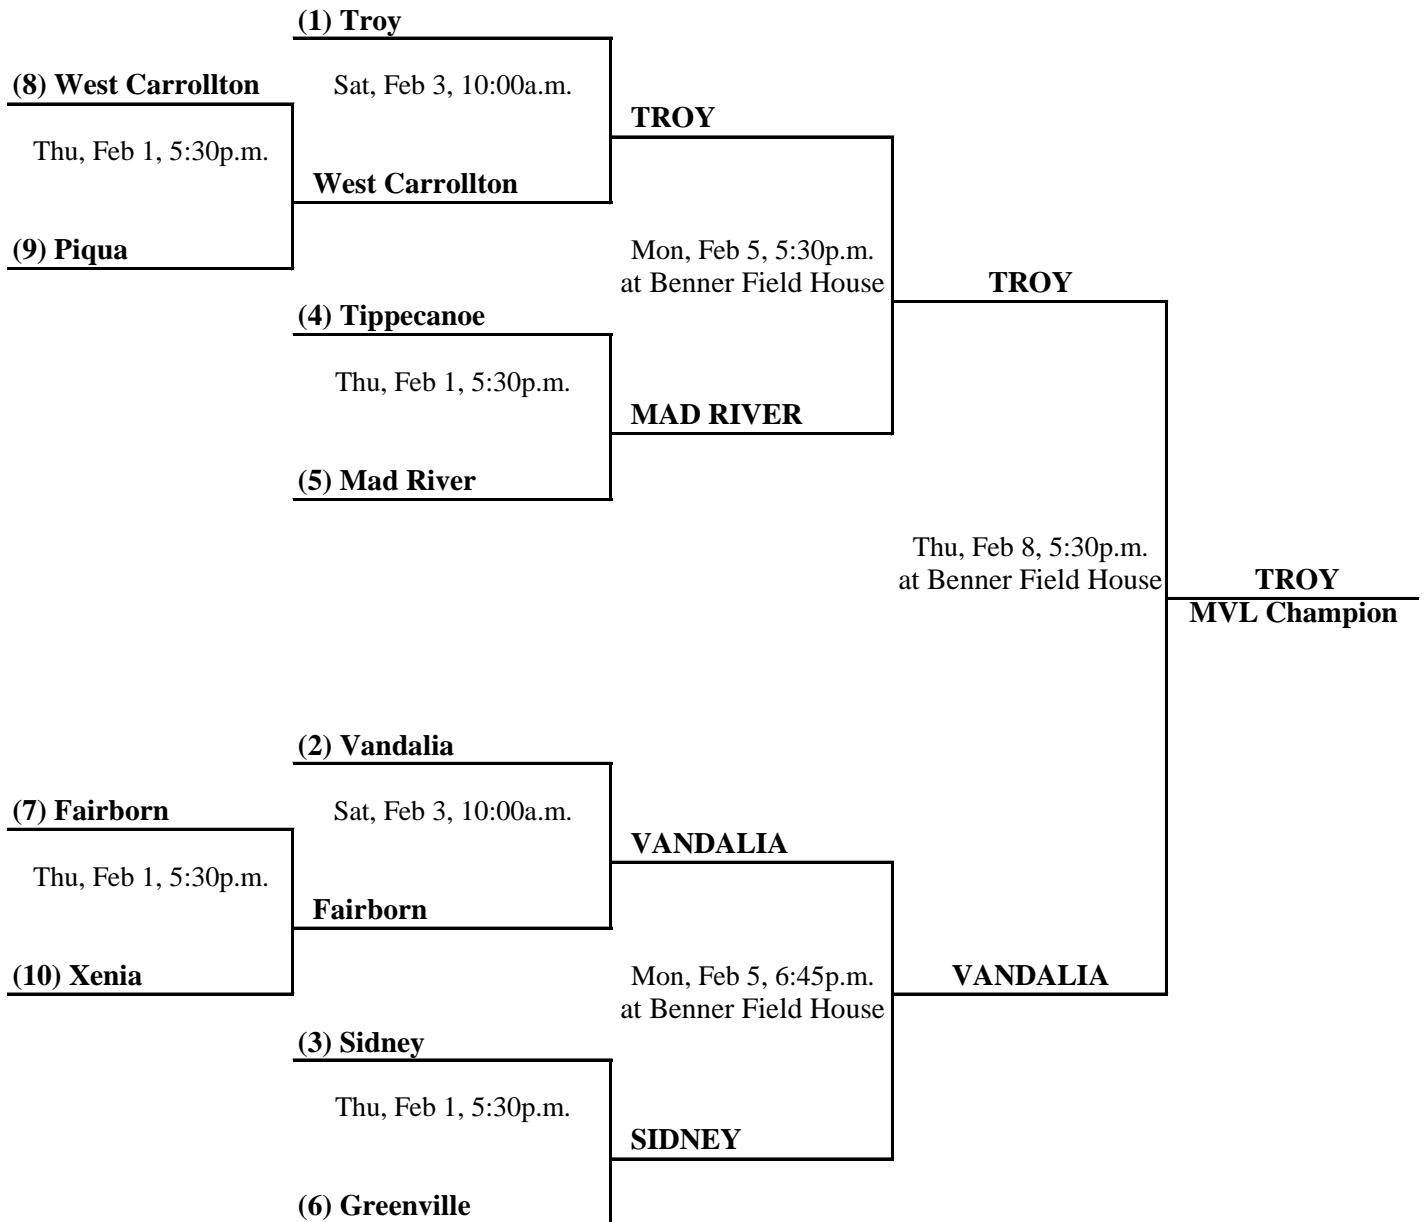 (1) Troy
(8) West Carrollton
Sat, Feb 3, 10:00a.m.
TROY
Thu, Feb 1, 5:30p.m.
West Carrollton
(9) Piqua
Mon, Feb 5, 5:30p.m.
at Benner Field House
TROY
(4) Tippecanoe
Thu, Feb 1, 5:30p.m.
MAD RIVER
(5) Mad River
Thu, Feb 8, 5:30p.m.
at Benner Field House
TROY
MVL Champion
(2) Vandalia
(7) Fairborn
Sat, Feb 3, 10:00a.m.
VANDALIA
Thu, Feb 1, 5:30p.m.
Fairborn
(10) Xenia
Mon, Feb 5, 6:45p.m.
at Benner Field House
VANDALIA
(3) Sidney
Thu, Feb 1, 5:30p.m.
SIDNEY
(6) Greenville